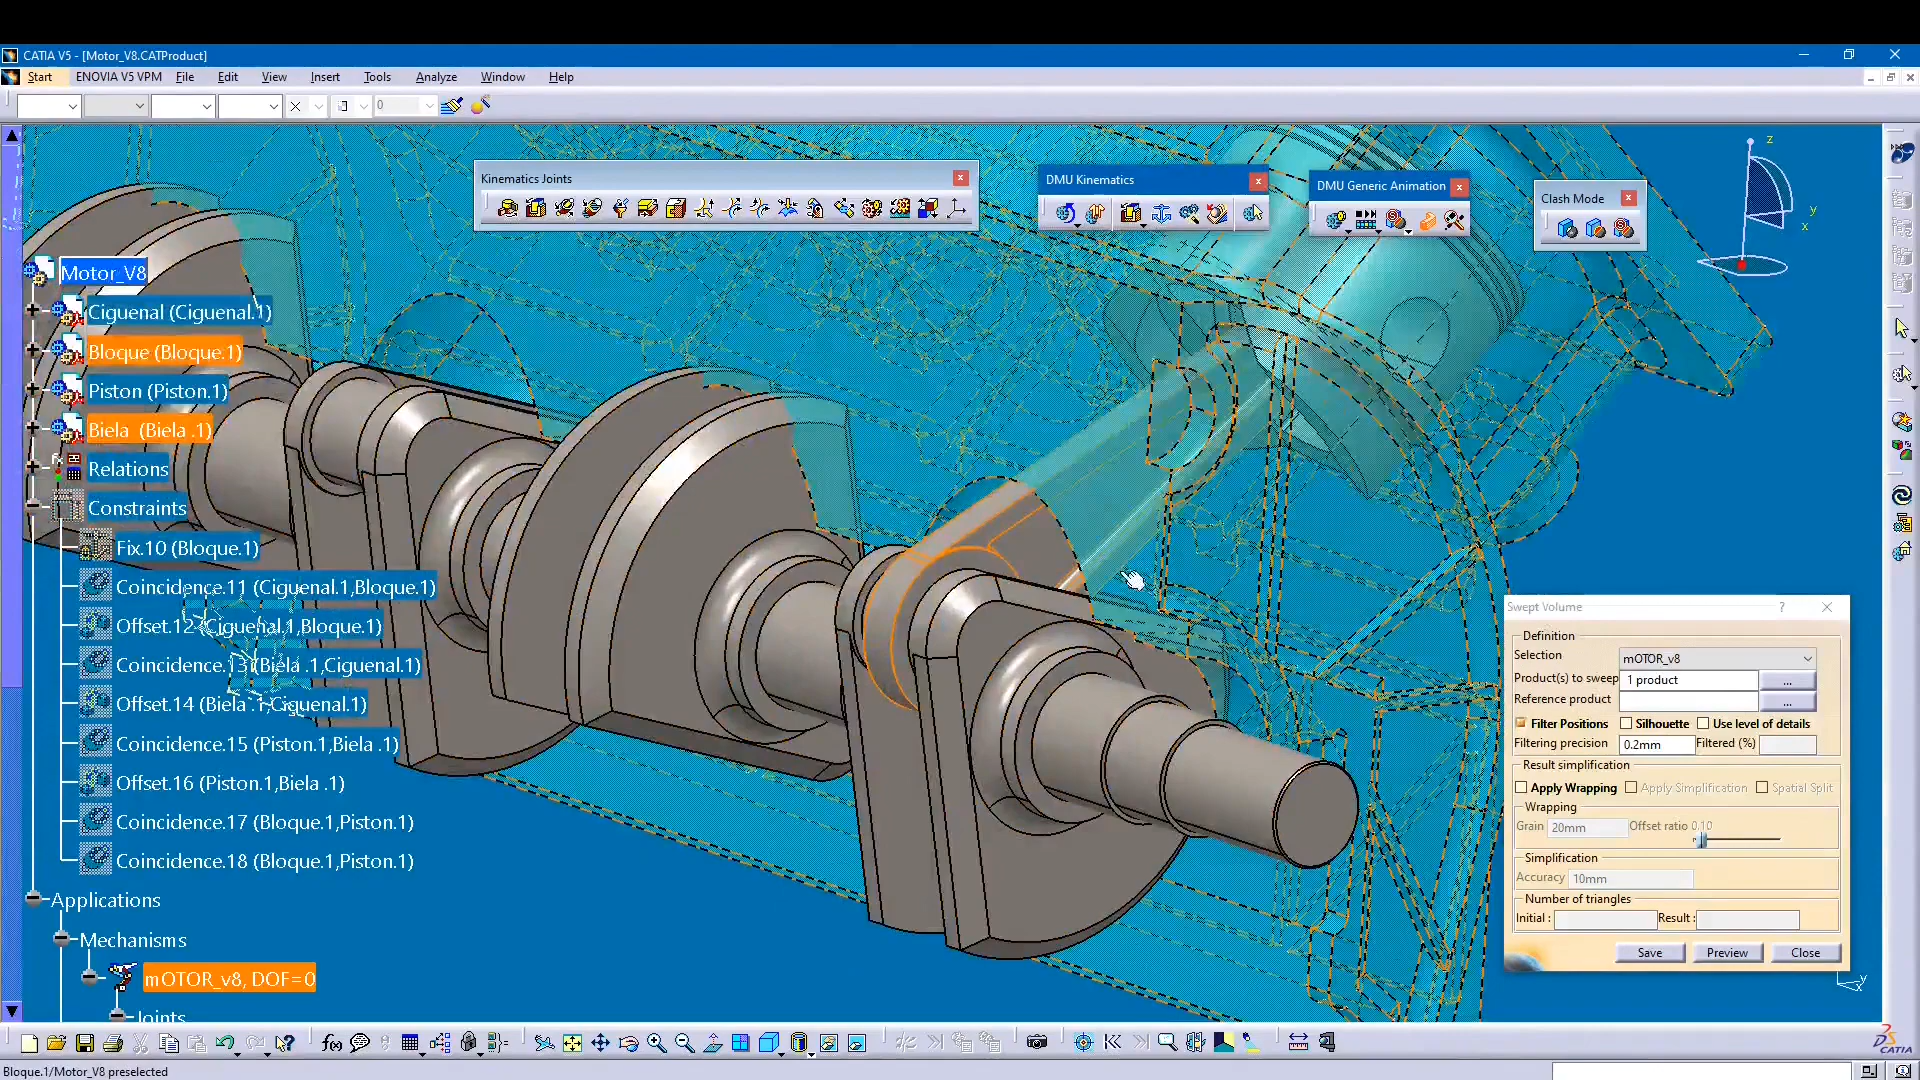 CATIA V5 - [Motor_V8.CATProduct]
Start ENOVIA V5 VPM File Edit View Insert Tools Analyze Window Help
0
Kinematics Joints
DMU Kinematics
DMU Generic Animation
Clash Mode
z
y
x
Motor_V8
Ciguenal (Ciguenal.1)
Bloque (Bloque.1)
Piston (Piston.1)
Biela (Biela .1)
Relations
Constraints
Fix.10 (Bloque.1)
Coincidence.11 (Ciguenal.1,Bloque.1)
Offset.12 (Ciguenal.1,Bloque.1)
Coincidence.13 (Biela .1,Ciguenal.1)
Offset.14 (Biela .1,Ciguenal.1)
Coincidence.15 (Piston.1,Biela .1)
Offset.16 (Piston.1,Biela .1)
Coincidence.17 (Bloque.1,Piston.1)
Coincidence.18 (Bloque.1,Piston.1)
Applications
Mechanisms
mOTOR_v8, DOF=0
Joints
Swept Volume ?
Definition
Selection mOTOR_v8
Product(s) to sweep 1 product ...
Reference product ...
Filter Positions Silhouette Use level of details
Filtering precision 0.2mm Filtered (%)
Result simplification
Apply Wrapping Apply Simplification Spatial Split
Wrapping
Grain 20mm Offset ratio 0.10
Simplification
Accuracy 10mm
Number of triangles
Initial : Result :
Save Preview Close
f(x)
CATIA
Bloque.1/Motor_V8 preselected